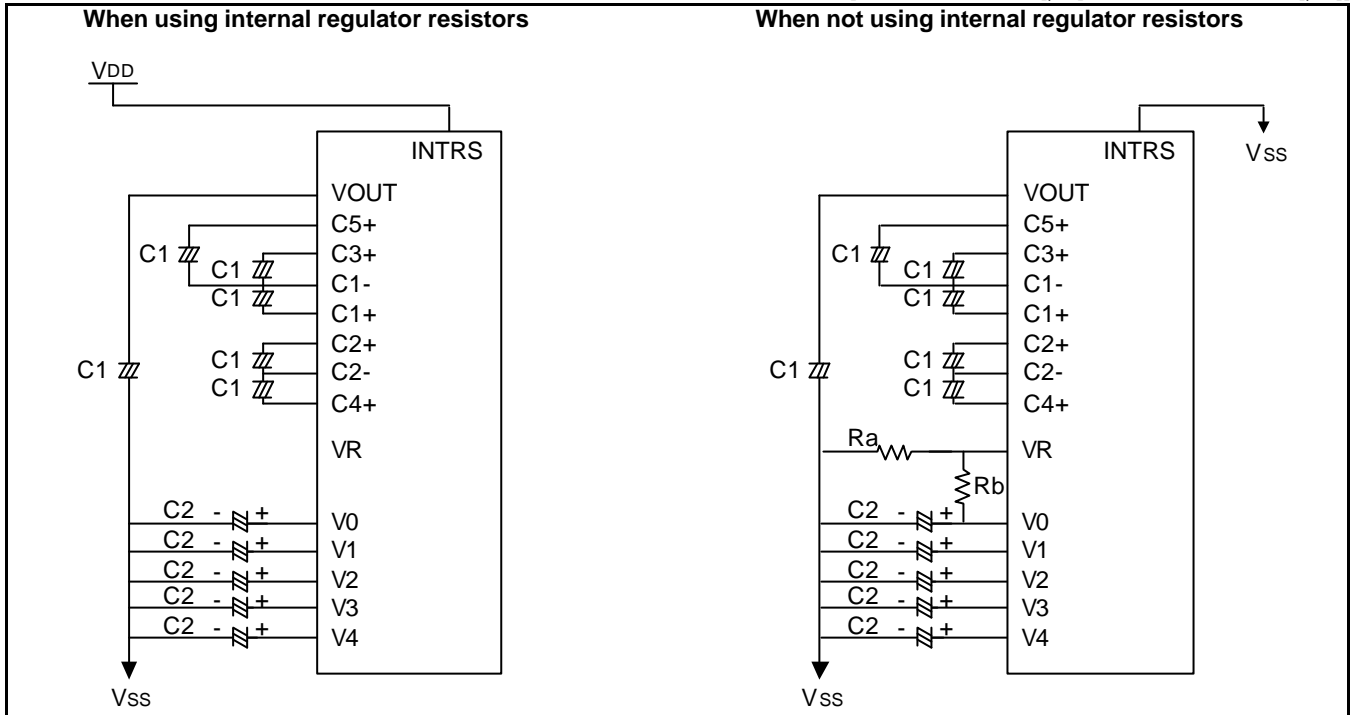 When using internal regulator resistors
VDD
INTRS
VOUT
C5+
C3+
C1-
C1+
C2+
C2-
C4+
VR
V0
V1
V2
V3
V4
C1
C1
C1
C1
C1
C1
C2 - +
C2 - +
C2 - +
C2 - +
C2 - +
VSS
When not using internal regulator resistors
INTRS
VSS
VOUT
C5+
C3+
C1-
C1+
C2+
C2-
C4+
VR
V0
V1
V2
V3
V4
C1
C1
C1
C1
C1
C1
Ra
Rb
C2 - +
C2 - +
C2 - +
C2 - +
C2 - +
VSS